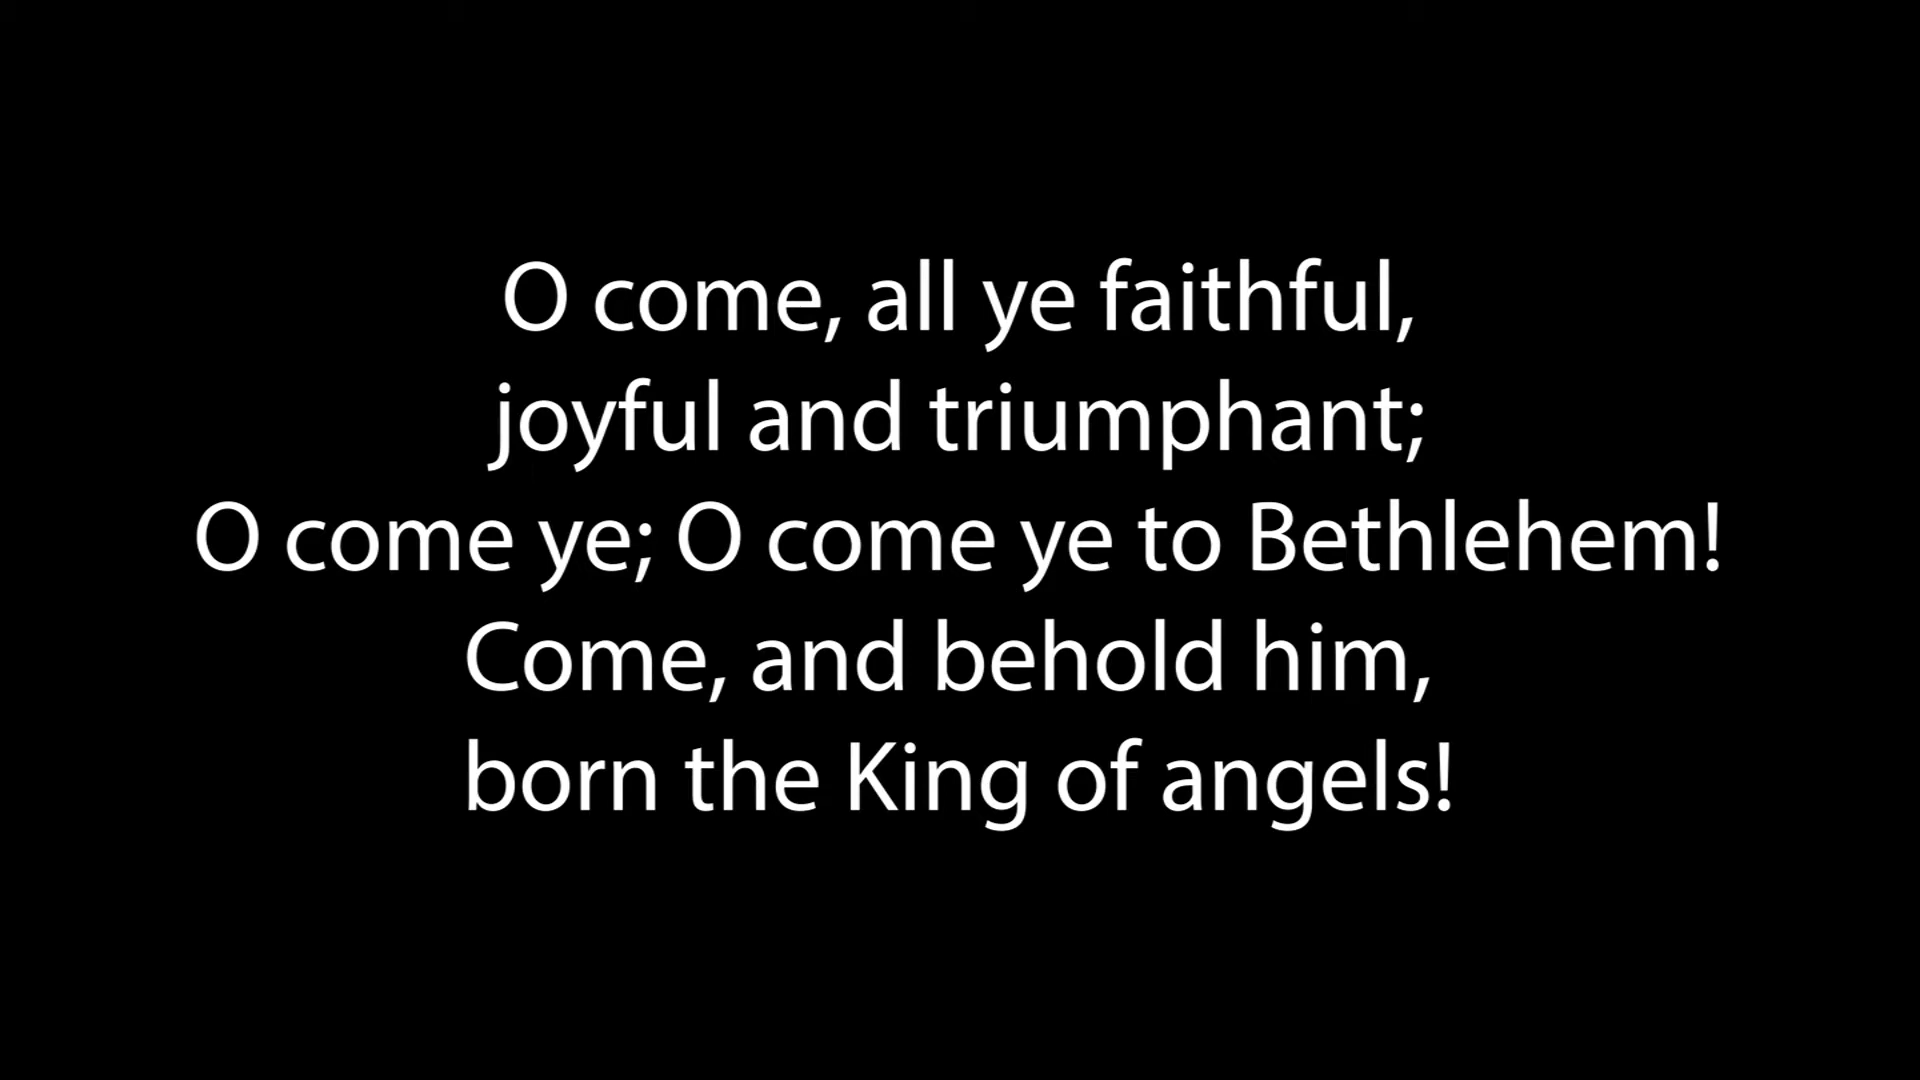 O come, all ye faithful,
joyful and triumphant;
O come ye; O come ye to Bethlehem!
Come, and behold him,
born the King of angels!